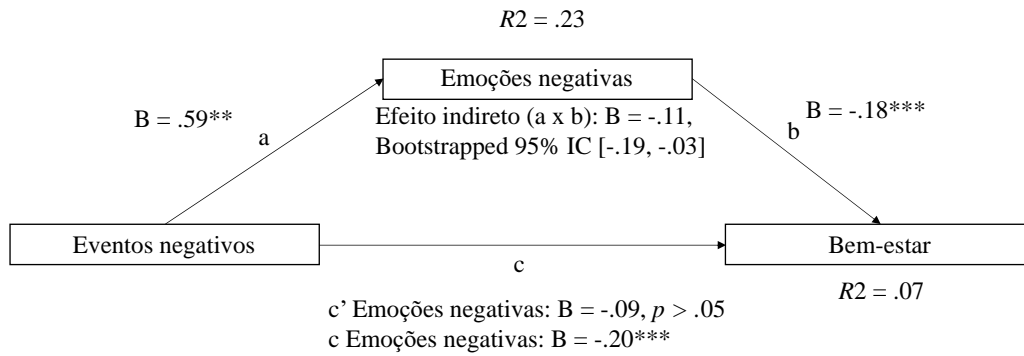 R2 = .23
Emoções negativas
B = .59**
a
Efeito indireto (a x b): B = -.11,
Bootstrapped 95% IC [-.19, -.03]
B = -.18***
b
Eventos negativos
Bem-estar
c
R2 = .07
c’ Emoções negativas: B = -.09, p > .05
c Emoções negativas: B = -.20***